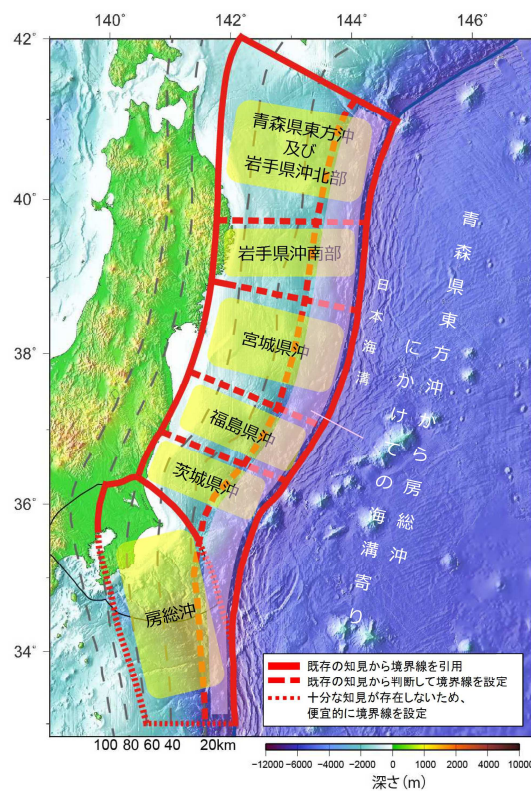 140°
142°
144°
146°
42°
40°
38°
36°
34°
青森県東方沖
及び
岩手県沖北部
岩手県沖南部
宮城県沖
福島県沖
茨城県沖
房総沖
日本海溝
青森県東方沖から房総沖
にかけての海溝寄り
既存の知見から境界線を引用
既存の知見から判断して境界線を設定
十分な知見が存在しないため、
便宜的に境界線を設定
100 80 60 40 20km
-12000 -6000 -4000 -2000 0 2000 4000 6000 10000
深さ(m)